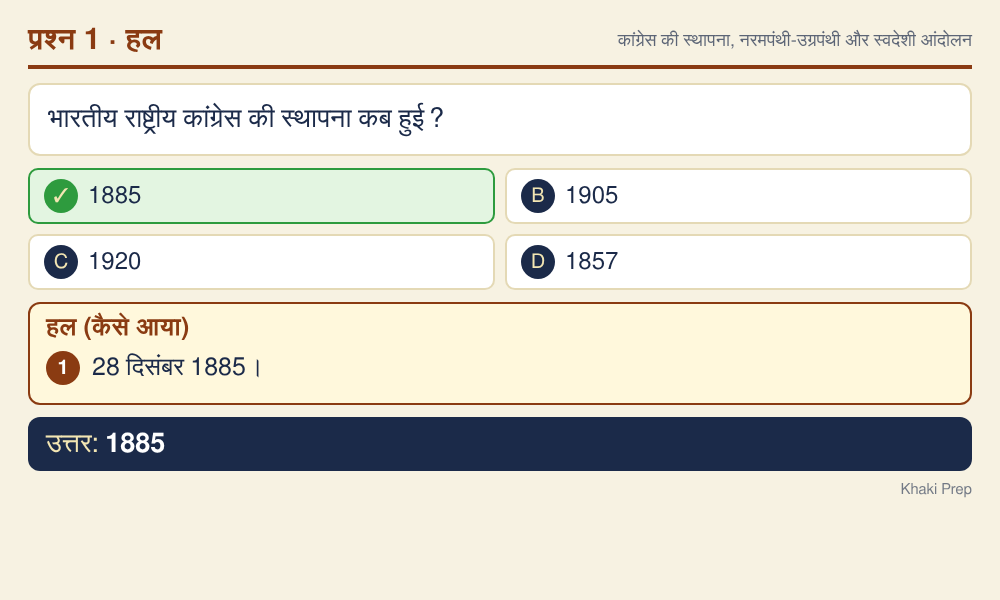 प्रश्न 1 · हल
कांग्रेस की स्थापना, नरमपंथी-उग्रपंथी और स्वदेशी आंदोलन
भारतीय राष्ट्रीय कांग्रेस की स्थापना कब हुई ?
✓ 1885
B 1905
C 1920
D 1857
हल (कैसे आया)
1 28 दिसंबर 1885।
उत्तर: 1885
Khaki Prep